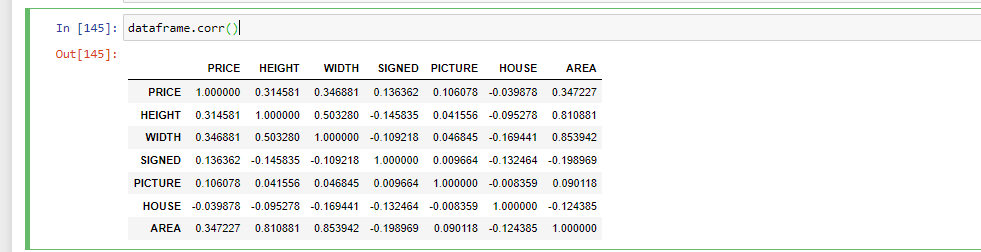 In [145]: dataframe.corr()
Out[145]:
PRICE HEIGHT WIDTH SIGNED PICTURE HOUSE AREA
PRICE 1.000000 0.314581 0.346881 0.136362 0.106078 -0.039878 0.347227
HEIGHT 0.314581 1.000000 0.503280 -0.145835 0.041556 -0.095278 0.810881
WIDTH 0.346881 0.503280 1.000000 -0.109218 0.046845 -0.169441 0.853942
SIGNED 0.136362 -0.145835 -0.109218 1.000000 0.009664 -0.132464 -0.198969
PICTURE 0.106078 0.041556 0.046845 0.009664 1.000000 -0.008359 0.090118
HOUSE -0.039878 -0.095278 -0.169441 -0.132464 -0.008359 1.000000 -0.124385
AREA 0.347227 0.810881 0.853942 -0.198969 0.090118 -0.124385 1.000000